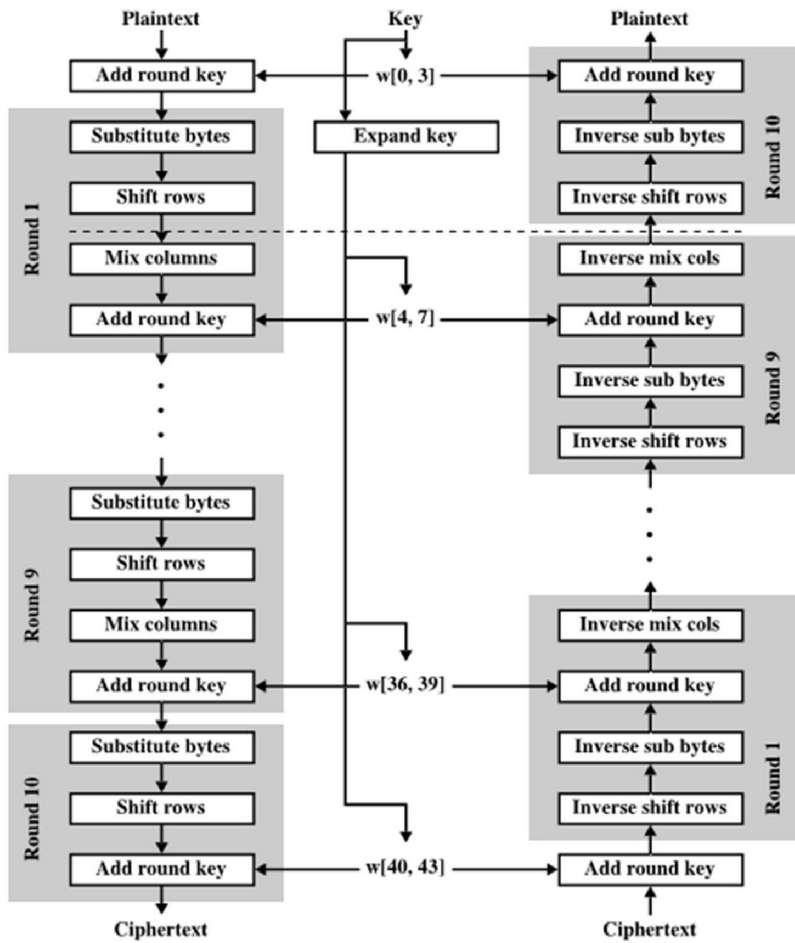 Plaintext
Key
Plaintext
Add round key
w[0, 3]
Add round key
Substitute bytes
Expand key
Inverse sub bytes
Round 10
Shift rows
Inverse shift rows
Round 1
Mix columns
Inverse mix cols
Add round key
w[4, 7]
Add round key
Inverse sub bytes
Round 9
Inverse shift rows
Substitute bytes
Shift rows
Round 9
Mix columns
Inverse mix cols
Add round key
w[36, 39]
Add round key
Substitute bytes
Inverse sub bytes
Round 1
Shift rows
Inverse shift rows
Round 10
Add round key
w[40, 43]
Add round key
Ciphertext
Ciphertext